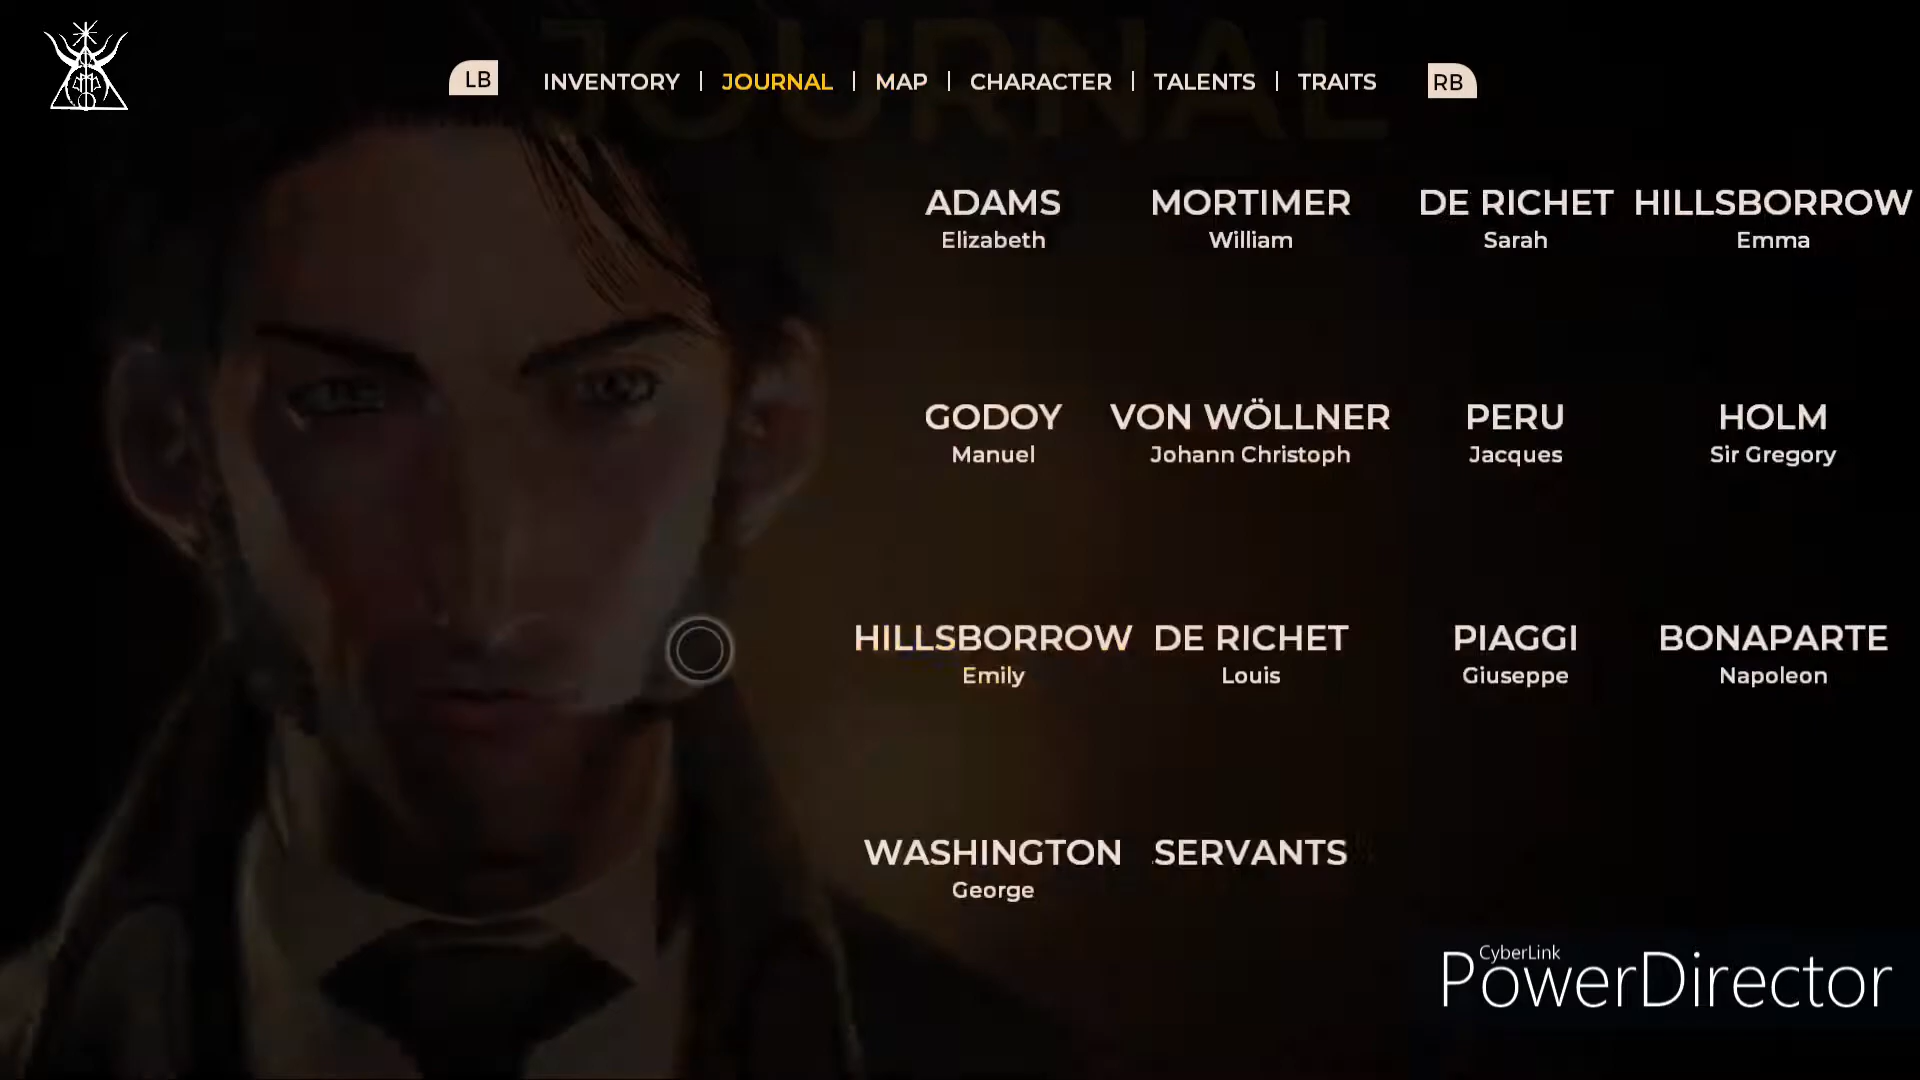 JOURNAL
LB INVENTORY | JOURNAL | MAP | CHARACTER | TALENTS | TRAITS RB
ADAMS MORTIMER DE RICHET HILLSBORROW
Elizabeth William Sarah Emma
GODOY VON WÖLLNER PERU HOLM
Manuel Johann Christoph Jacques Sir Gregory
HILLSBORROW DE RICHET PIAGGI BONAPARTE
Emily Louis Giuseppe Napoleon
WASHINGTON SERVANTS
George
CyberLink
PowerDirector